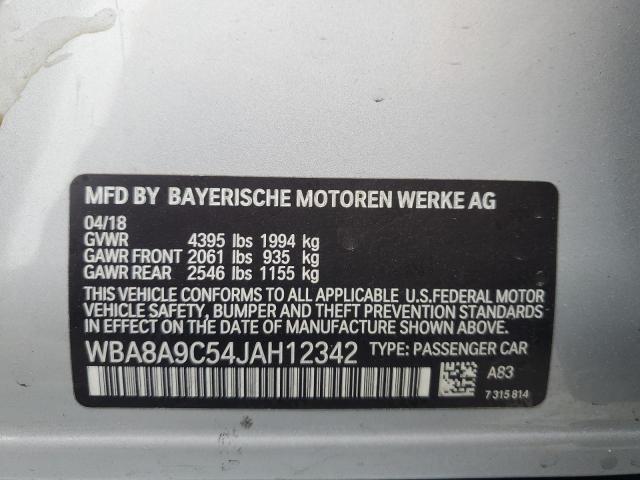 MFD BY BAYERISCHE MOTOREN WERKE AG
04/18
GVWR 4395 lbs 1994 kg
GAWR FRONT 2061 lbs 935 kg
GAWR REAR 2546 lbs 1155 kg
THIS VEHICLE CONFORMS TO ALL APPLICABLE U.S.FEDERAL MOTOR
VEHICLE SAFETY, BUMPER AND THEFT PREVENTION STANDARDS
IN EFFECT ON THE DATE OF MANUFACTURE SHOWN ABOVE.
WBA8A9C54JAH12342 TYPE: PASSENGER CAR
A83
7 315 814